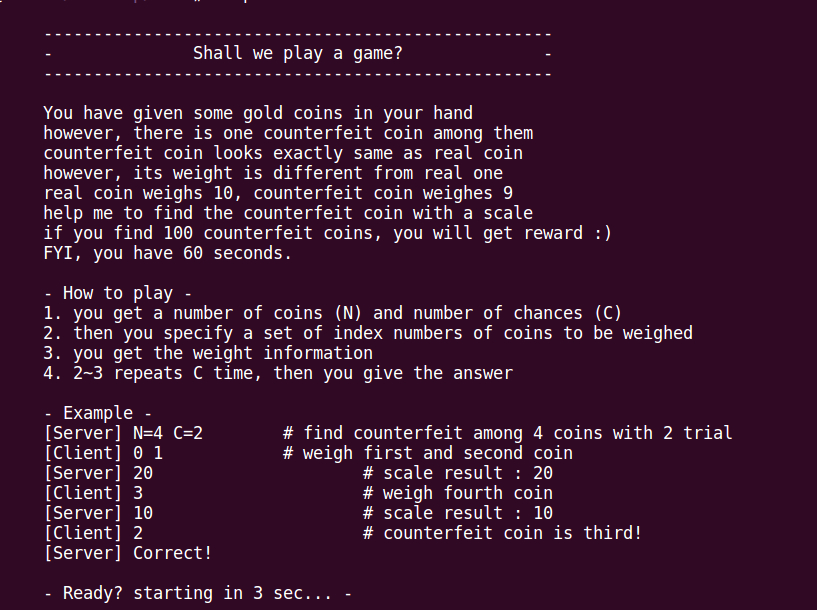 ---------------------------------------------------
-              Shall we play a game?              -
---------------------------------------------------
You have given some gold coins in your hand
however, there is one counterfeit coin among them
counterfeit coin looks exactly same as real coin
however, its weight is different from real one
real coin weighs 10, counterfeit coin weighes 9
help me to find the counterfeit coin with a scale
if you find 100 counterfeit coins, you will get reward :)
FYI, you have 60 seconds.
- How to play -
1. you get a number of coins (N) and number of chances (C)
2. then you specify a set of index numbers of coins to be weighed
3. you get the weight information
4. 2~3 repeats C time, then you give the answer
- Example -
[Server] N=4 C=2        # find counterfeit among 4 coins with 2 trial
[Client] 0 1            # weigh first and second coin
[Server] 20                     # scale result : 20
[Client] 3                      # weigh fourth coin
[Server] 10                     # scale result : 10
[Client] 2                      # counterfeit coin is third!
[Server] Correct!
- Ready? starting in 3 sec... -